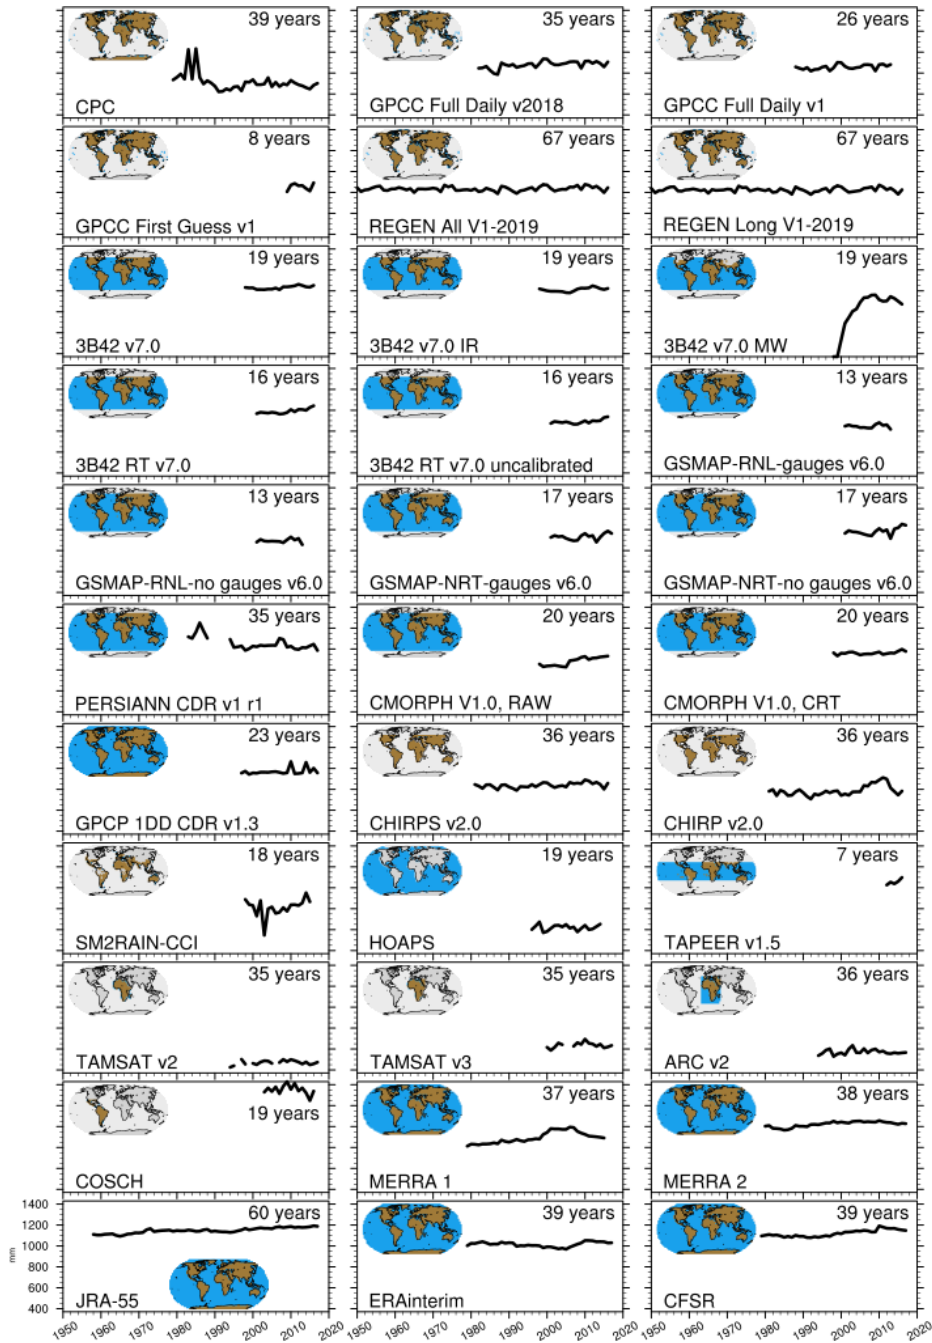 39 years
35 years
26 years
CPC
GPCC Full Daily v2018
GPCC Full Daily v1
8 years
67 years
67 years
GPCC First Guess v1
REGEN All V1-2019
REGEN Long V1-2019
19 years
19 years
19 years
3B42 v7.0
3B42 v7.0 IR
3B42 v7.0 MW
16 years
16 years
13 years
3B42 RT v7.0
3B42 RT v7.0 uncalibrated
GSMAP-RNL-gauges v6.0
13 years
17 years
17 years
GSMAP-RNL-no gauges v6.0
GSMAP-NRT-gauges v6.0
GSMAP-NRT-no gauges v6.0
35 years
20 years
20 years
PERSIANN CDR v1 r1
CMORPH V1.0, RAW
CMORPH V1.0, CRT
23 years
36 years
36 years
GPCP 1DD CDR v1.3
CHIRPS v2.0
CHIRP v2.0
18 years
19 years
7 years
SM2RAIN-CCI
HOAPS
TAPEER v1.5
35 years
35 years
36 years
TAMSAT v2
TAMSAT v3
ARC v2
19 years
37 years
38 years
COSCH
MERRA 1
MERRA 2
1400
1200
1000
800
600
400
mm
60 years
39 years
39 years
JRA-55
ERAinterim
CFSR
1950 1960 1970 1980 1990 2000 2010 2020
1950 1960 1970 1980 1990 2000 2010 2020
1950 1960 1970 1980 1990 2000 2010 2020